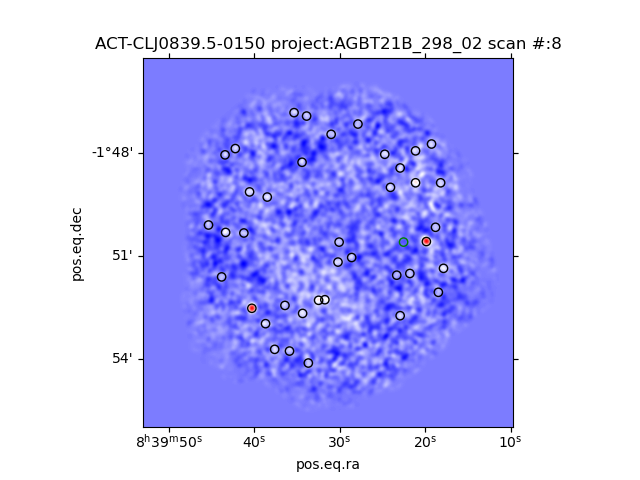 ACT-CLJ0839.5-0150 project:AGBT21B_298_02 scan #:8
pos.eq.dec
-1°48'
51'
54'
8ʰ39ᵐ50ˢ 40ˢ 30ˢ 20ˢ 10ˢ
pos.eq.ra